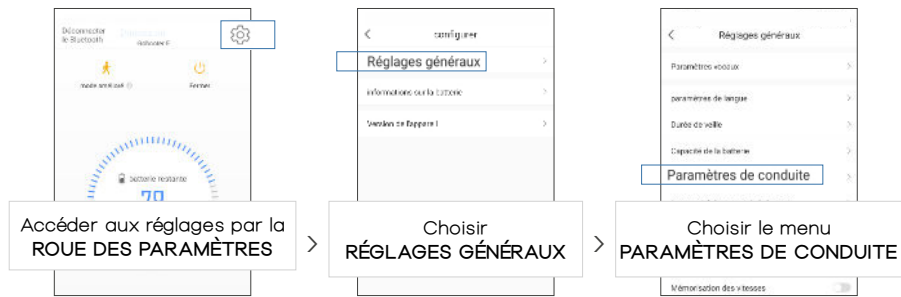 Déconnecter
le Bluetooth
mode amélioré
Fermer
batterie restante
79
Accéder aux réglages par la
ROUE DES PARAMÈTRES
>
configurer
Réglages généraux
informations sur la batterie
Version de l'appareil
Choisir
RÉGLAGES GÉNÉRAUX
>
Réglages généraux
Paramètres vocaux
paramètres de langue
Durée de veille
Capacité de la batterie
Paramètres de conduite
Choisir le menu
PARAMÈTRES DE CONDUITE
Mémorisation des vitesses